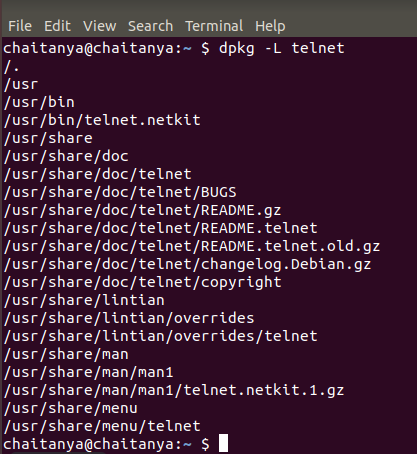 File Edit View Search Terminal Help
chaitanya@chaitanya:~ $ dpkg -L telnet
/.
/usr
/usr/bin
/usr/bin/telnet.netkit
/usr/share
/usr/share/doc
/usr/share/doc/telnet
/usr/share/doc/telnet/BUGS
/usr/share/doc/telnet/README.gz
/usr/share/doc/telnet/README.telnet
/usr/share/doc/telnet/README.telnet.old.gz
/usr/share/doc/telnet/changelog.Debian.gz
/usr/share/doc/telnet/copyright
/usr/share/lintian
/usr/share/lintian/overrides
/usr/share/lintian/overrides/telnet
/usr/share/man
/usr/share/man/man1
/usr/share/man/man1/telnet.netkit.1.gz
/usr/share/menu
/usr/share/menu/telnet
chaitanya@chaitanya:~ $